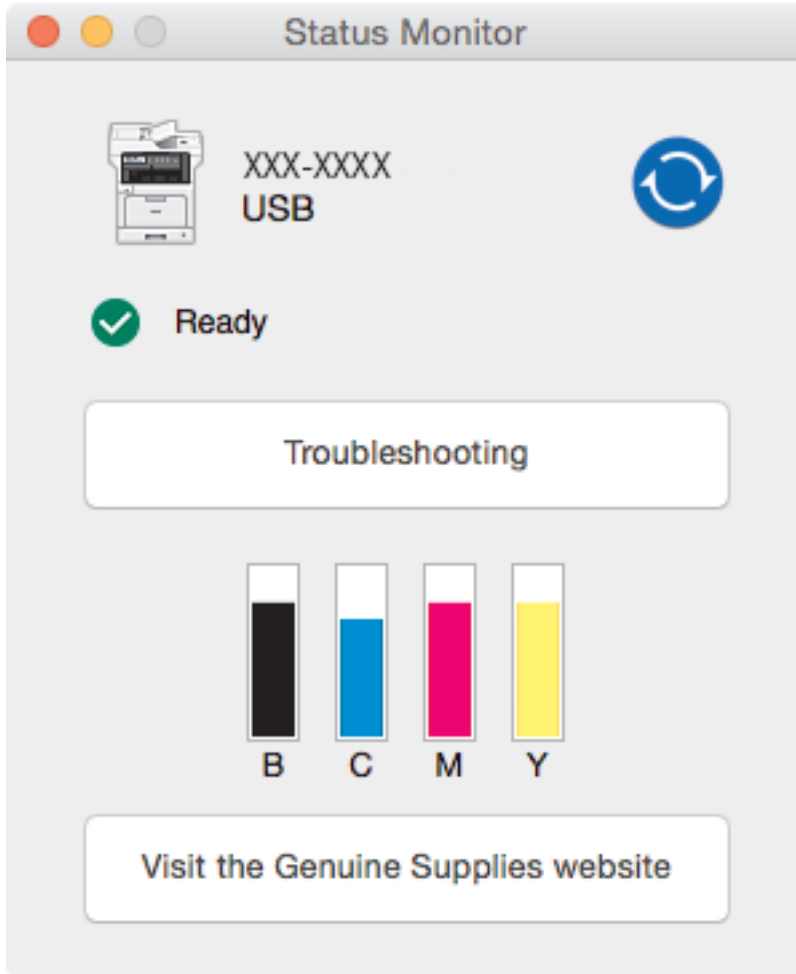 Status Monitor
XXX-XXXX
USB
Ready
Troubleshooting
B C M Y
Visit the Genuine Supplies website